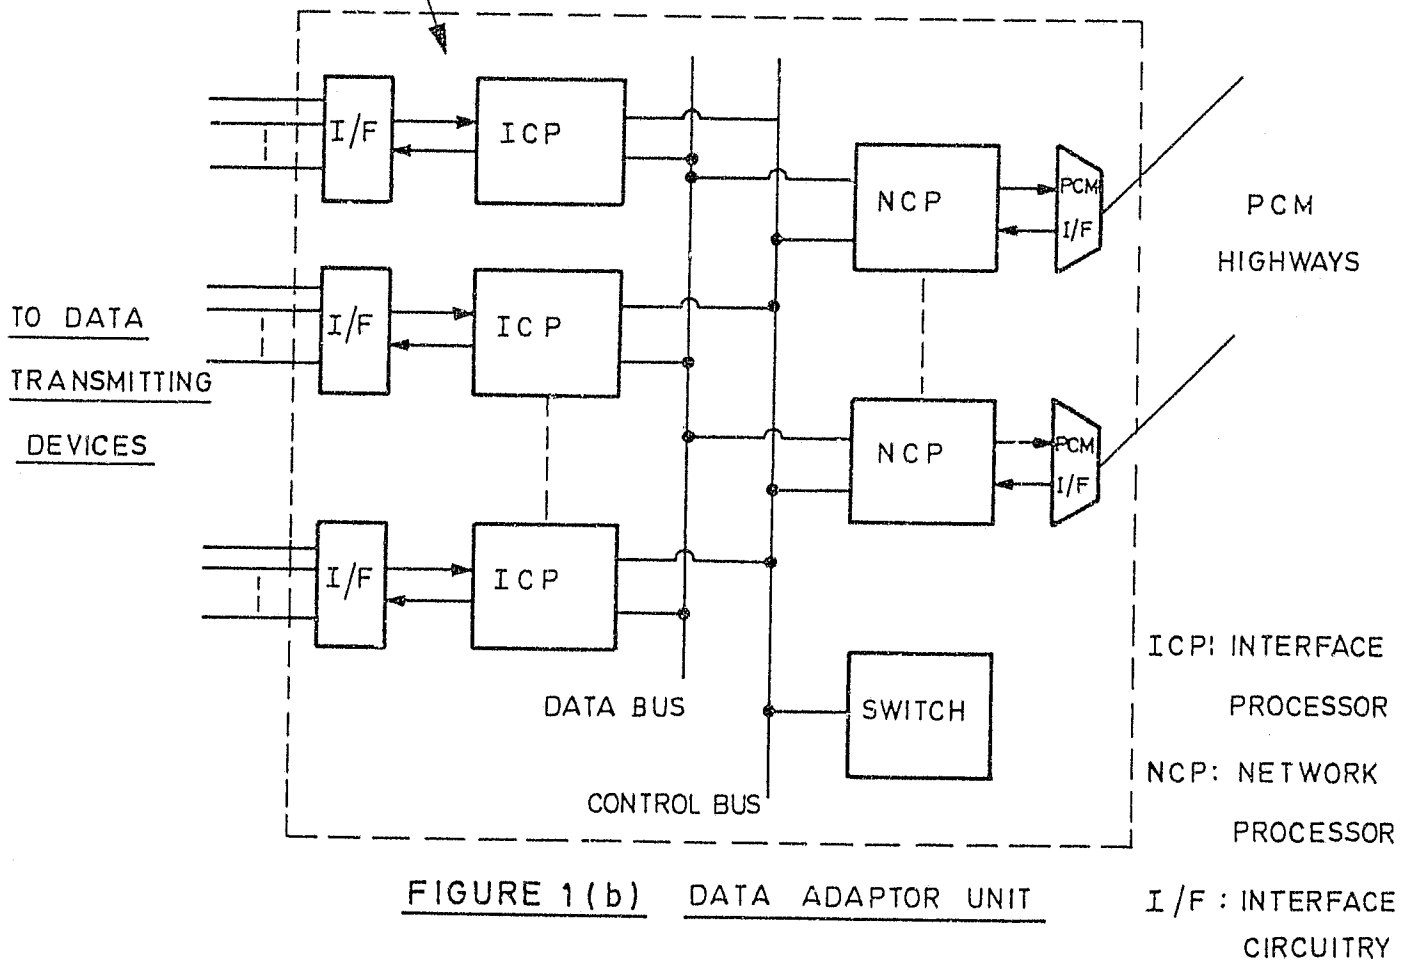 I/F
ICP
NCP
PCM
I/F
PCM
HIGHWAYS
I/F
ICP
TO DATA
TRANSMITTING
DEVICES
NCP
PCM
I/F
I/F
ICP
DATA BUS
SWITCH
CONTROL BUS
ICP: INTERFACE
PROCESSOR
NCP: NETWORK
PROCESSOR
I/F : INTERFACE
CIRCUITRY
FIGURE 1(b) DATA ADAPTOR UNIT